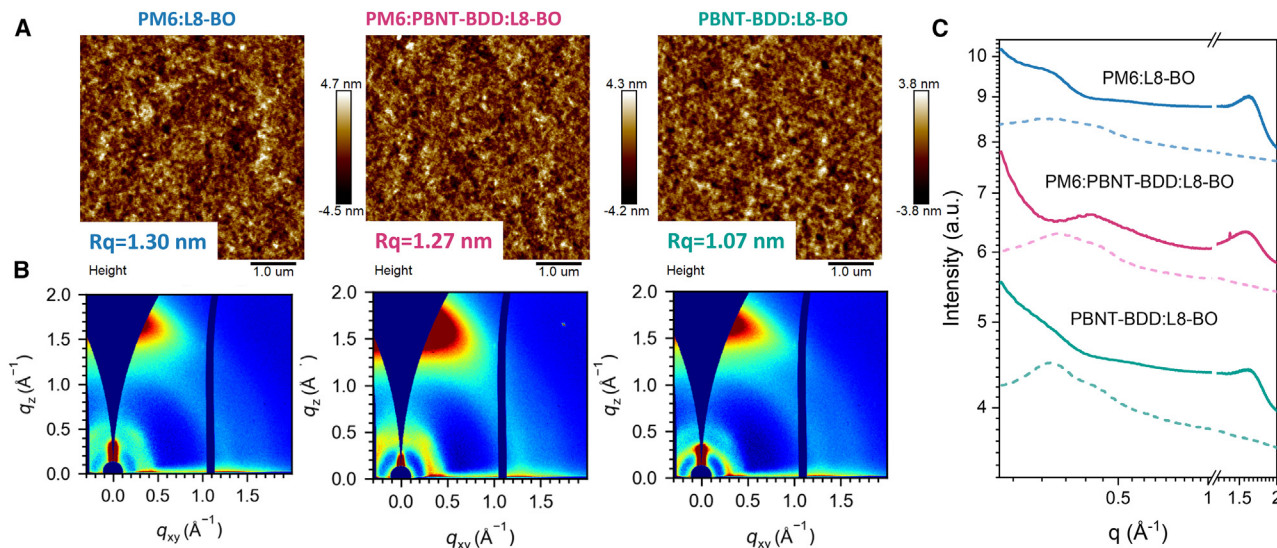 A
PM6:L8-BO
PM6:PBNT-BDD:L8-BO
PBNT-BDD:L8-BO
4.7 nm
-4.5 nm
4.3 nm
-4.2 nm
3.8 nm
-3.8 nm
Rq=1.30 nm
Rq=1.27 nm
Rq=1.07 nm
Height
1.0 um
Height
1.0 um
Height
1.0 um
B
2.0
1.5
1.0
0.5
0.0
qz (Å⁻¹)
0.0 0.5 1.0 1.5
qxy (Å⁻¹)
2.0
1.5
1.0
0.5
0.0
0.0 0.5 1.0 1.5
qxy (Å⁻¹)
2.0
1.5
1.0
0.5
0.0
qz (Å⁻¹)
0.0 0.5 1.0 1.5
qxy (Å⁻¹)
C
10
9
8
7
6
5
4
Intensity (a.u.)
PM6:L8-BO
PM6:PBNT-BDD:L8-BO
PBNT-BDD:L8-BO
0.5 1 1.5 2
q (Å⁻¹)